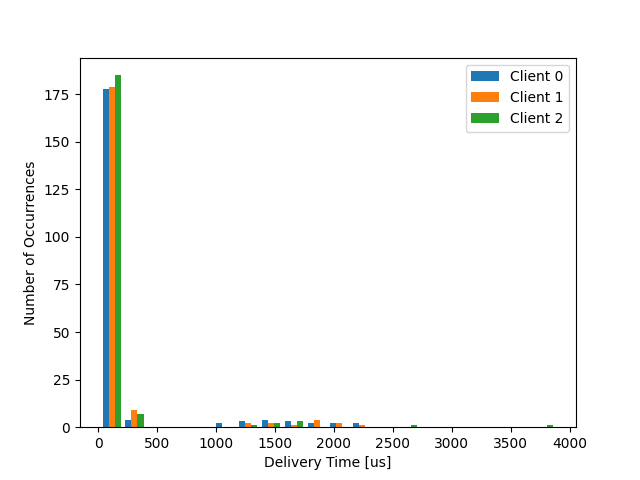 Client 0
Client 1
Client 2
175
150
125
100
75
50
25
0
Number of Occurrences
0 500 1000 1500 2000 2500 3000 3500 4000
Delivery Time [us]